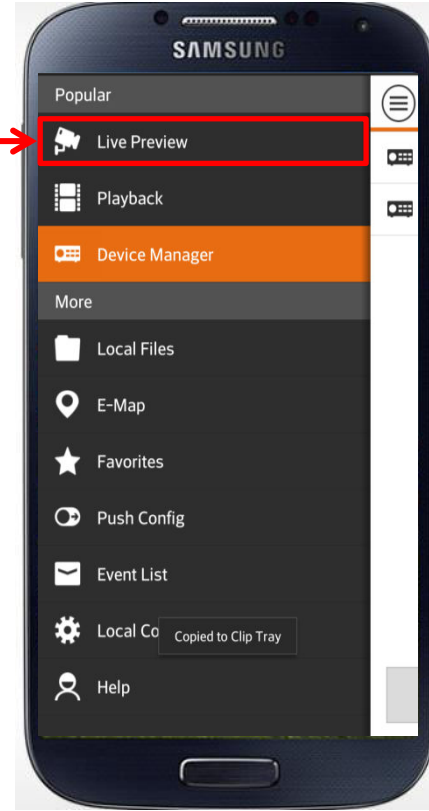 SAMSUNG
Popular
Live Preview
Playback
Device Manager
More
Local Files
E-Map
Favorites
Push Config
Event List
Local Co
Copied to Clip Tray
Help